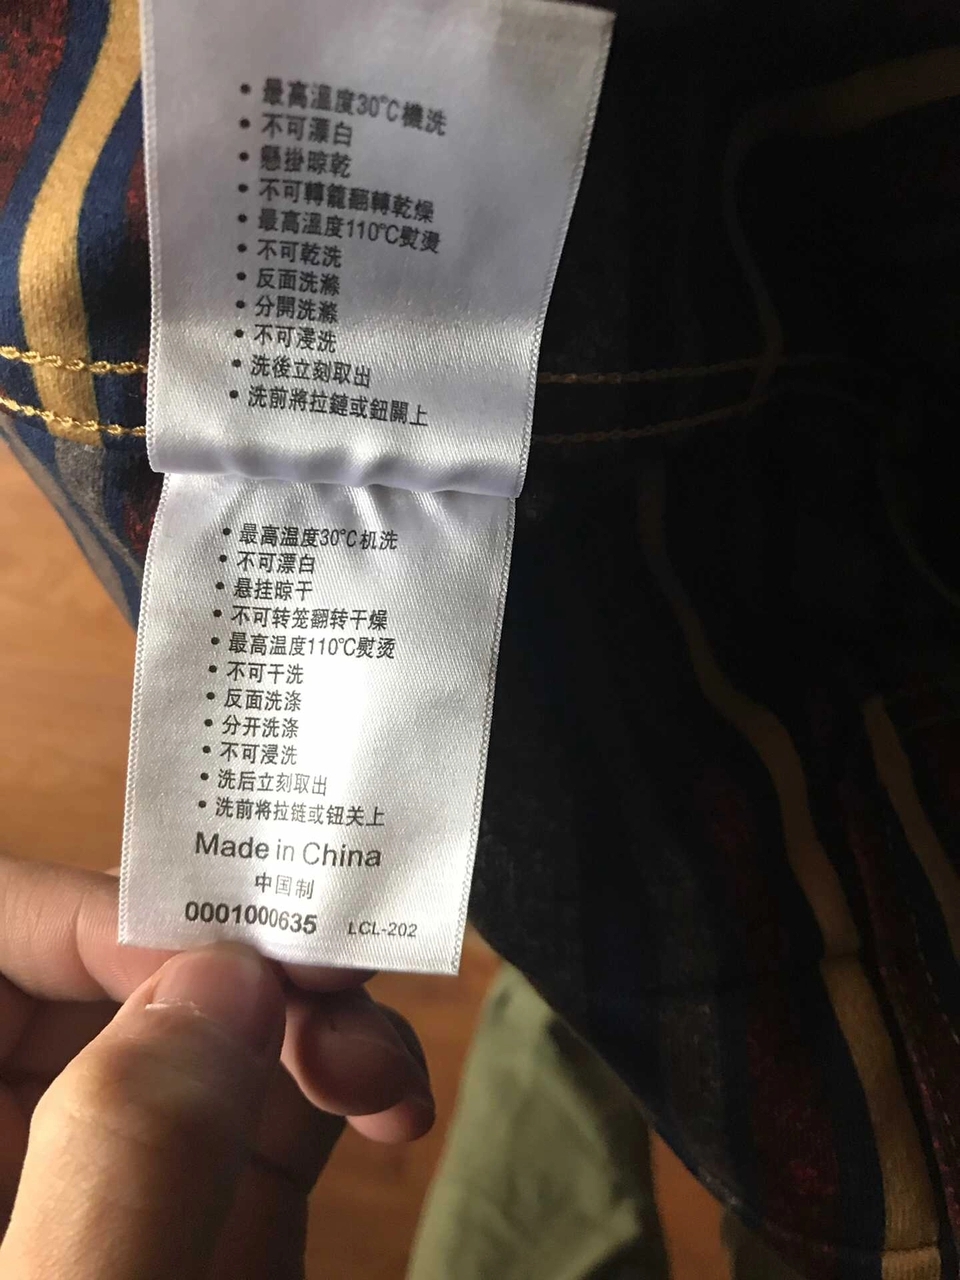 • 最高溫度30°C機洗
• 不可漂白
• 懸掛晾乾
• 不可轉籠翻轉乾燥
• 最高溫度110°C熨燙
• 不可乾洗
• 反面洗滌
• 分開洗滌
• 不可浸洗
• 洗後立刻取出
• 洗前將拉鏈或鈕關上
• 最高温度30°C机洗
• 不可漂白
• 悬挂晾干
• 不可转笼翻转干燥
• 最高温度110°C熨烫
• 不可干洗
• 反面洗涤
• 分开洗涤
• 不可浸洗
• 洗后立刻取出
• 洗前将拉链或钮关上
Made in China
中国制
0001000635 LCL-202